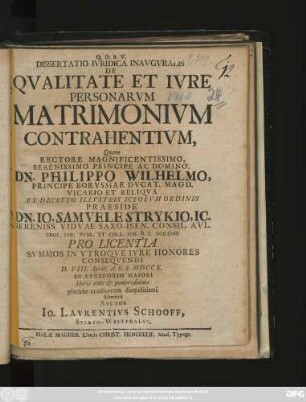 Q. D. B. V.
DISSERTATIO IVRIDICA INAVGVRALIS
DE
QVALITATE ET IVRE
PERSONARVM
MATRIMONIVM
CONTRAHENTIVM,
Quam
RECTORE MAGNIFICENTISSIMO,
SERENISSIMO PRINCIPE AC DOMINO,
DN. PHILIPPO WILHELMO,
PRINCIPE BORVSSIAE DVCAT. MAGD.
VICARIO ET RELIQVA
EX DECRETO ILLVSTRIS ICTORVM ORDINIS
PRAESIDE
DN. IO. SAMVELE STRYKIO, IC.
SERENISS. VIDVAE SAXO-ISEN. CONSIL. AVL.
PROF. IVR. PVBL. ET COLL. IVR. H. T. DECANO
PRO LICENTIA
SVMMOS IN VTROQVE IVRE HONORES
CONSEQVENDI
D. VIII. April. A. R. S. MDCCX.
IN AVDITORIO MAIORI
Horis ante & pomeridianis
placidae eruditorum disquisitioni
submittit
AVCTOR
IO. LAVRENTIVS SCHOOFF,
SVSATO-WESTPHALVS.
HALAE MAGDEB. Literis CHRIST. HENCKELII, Acad. Typogr.